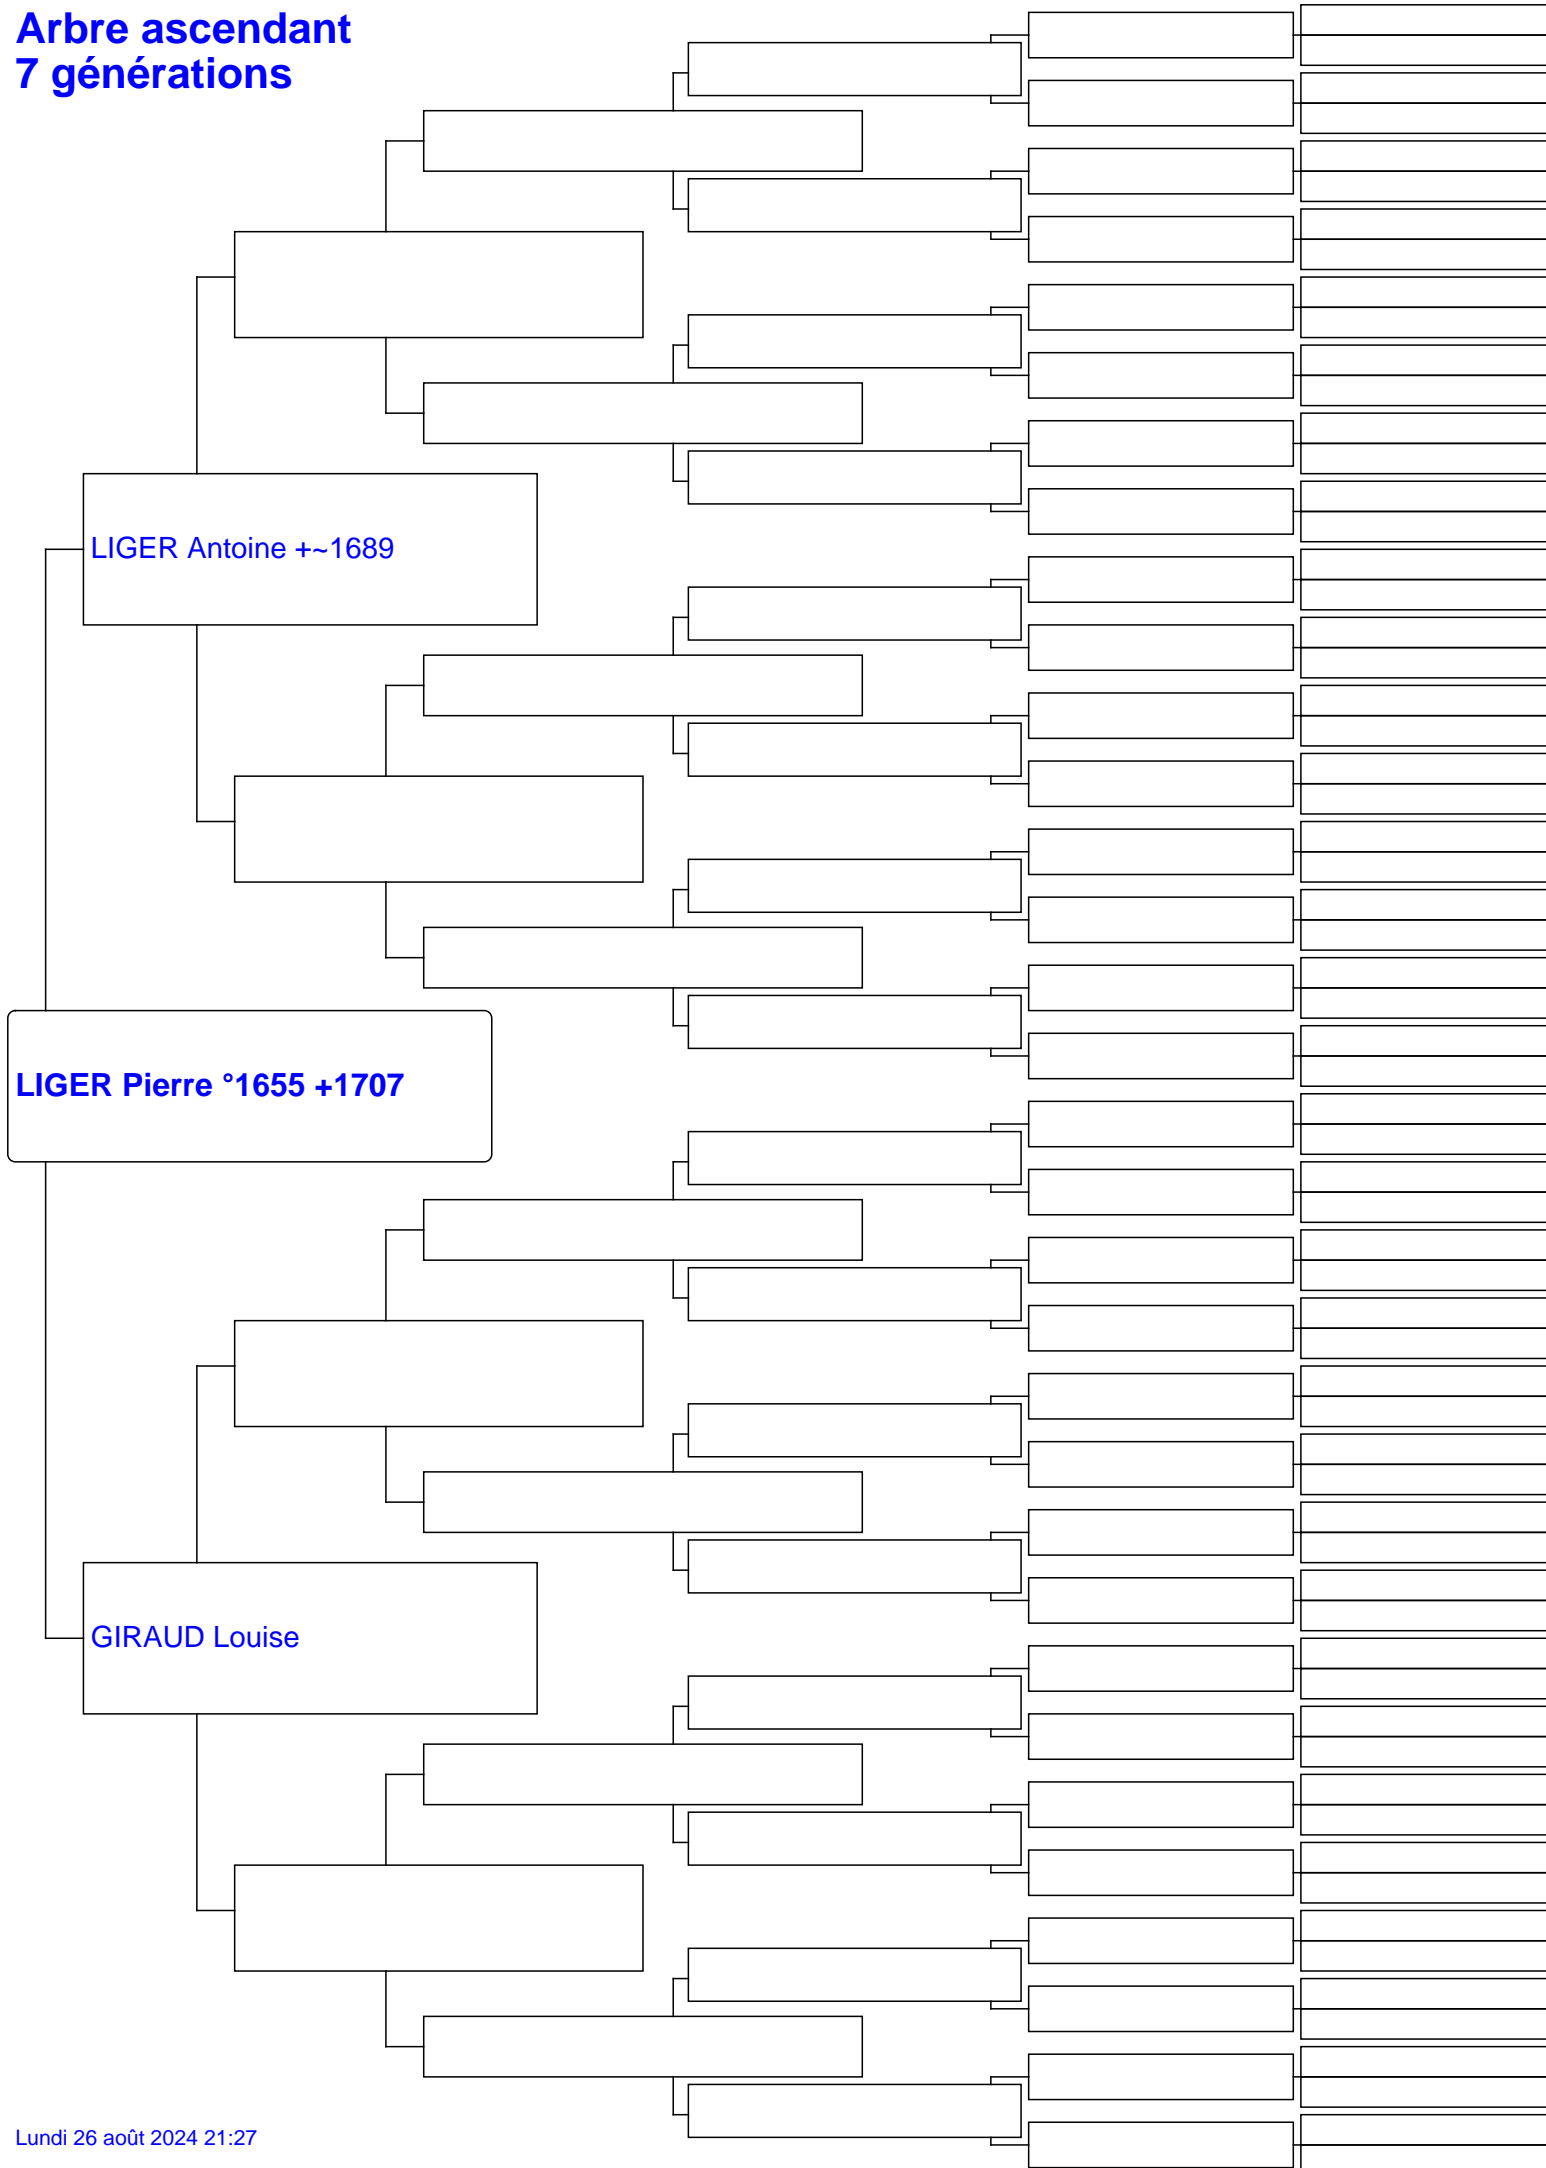 Arbre ascendant
7 générations
LIGER Antoine +~1689
LIGER Pierre °1655 +1707
GIRAUD Louise
Lundi 26 août 2024 21:27